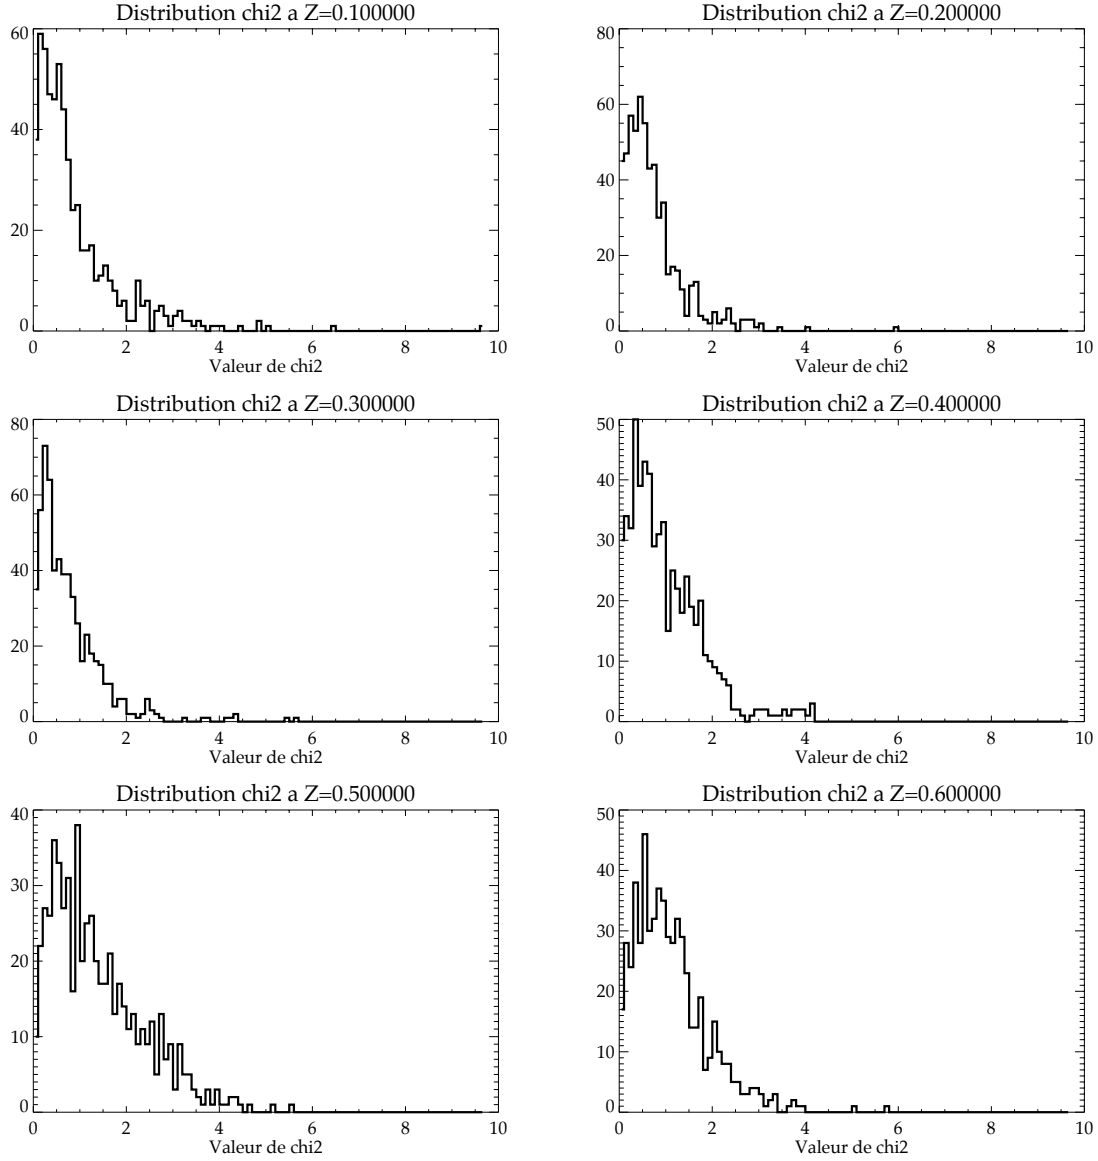 Distribution chi2 a Z=0.100000
60
40
20
0
0 2 4 6 8 10
Valeur de chi2
Distribution chi2 a Z=0.200000
80
60
40
20
0
0 2 4 6 8 10
Valeur de chi2
Distribution chi2 a Z=0.300000
80
60
40
20
0
0 2 4 6 8 10
Valeur de chi2
Distribution chi2 a Z=0.400000
50
40
30
20
10
0
0 2 4 6 8 10
Valeur de chi2
Distribution chi2 a Z=0.500000
40
30
20
10
0
0 2 4 6 8 10
Valeur de chi2
Distribution chi2 a Z=0.600000
50
40
30
20
10
0
0 2 4 6 8 10
Valeur de chi2